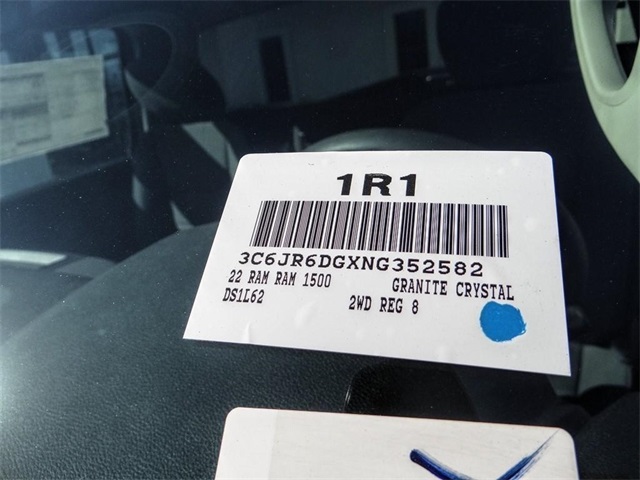 1R1
3C6JR6DGXNG352582
22 RAM RAM 1500 GRANITE CRYSTAL
DS1L62 2WD REG 8